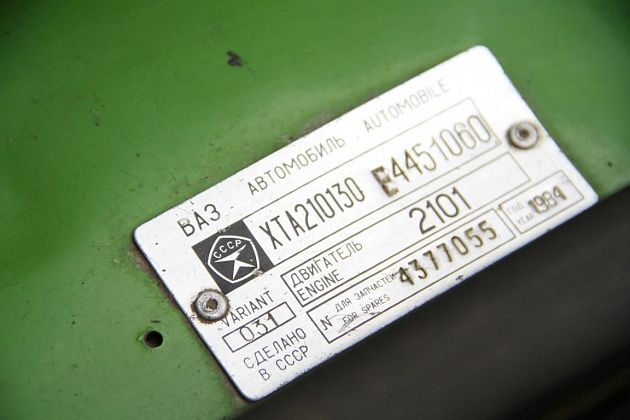 ВАЗ АВТОМОБИЛЬ AUTOMOBILE
СССР
XTA210130 E4451060
ДВИГАТЕЛЬ 2101
ENGINE
ГОД 1984
YEAR
VARIANT
031
N ДЛЯ ЗАПЧАСТЕЙ 4377055
FOR SPARES
СДЕЛАНО
В СССР